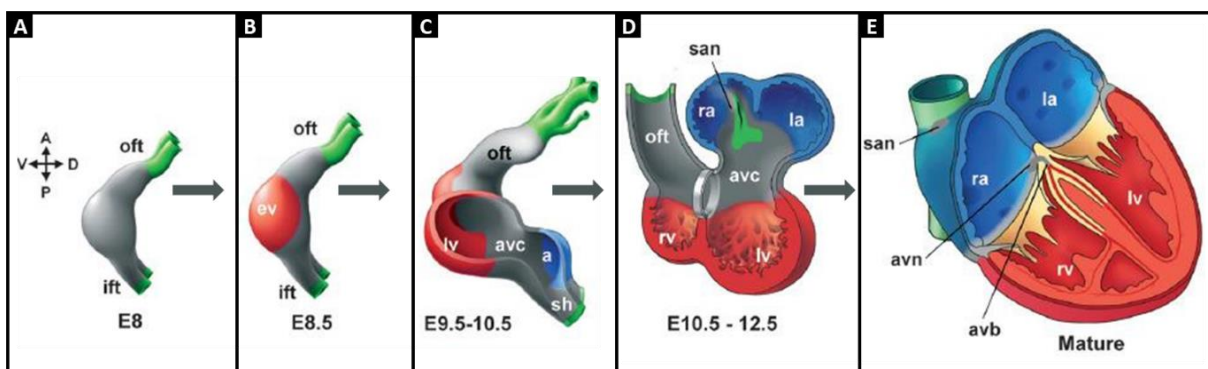 A
A
V
D
P
oft
ift
E8
B
oft
ev
ift
E8.5
C
oft
lv
avc
a
sh
E9.5-10.5
D
san
ra
la
oft
avc
rv
lv
E10.5 - 12.5
E
la
san
ra
lv
avn
rv
avb
Mature